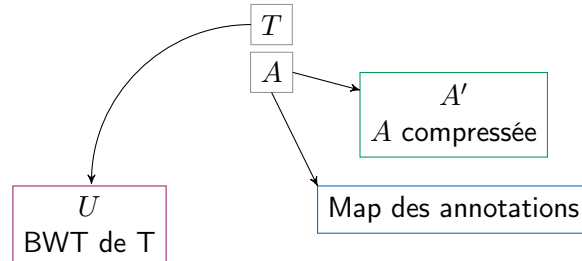 T
A
A′
A compressée
U
BWT de T
Map des annotations